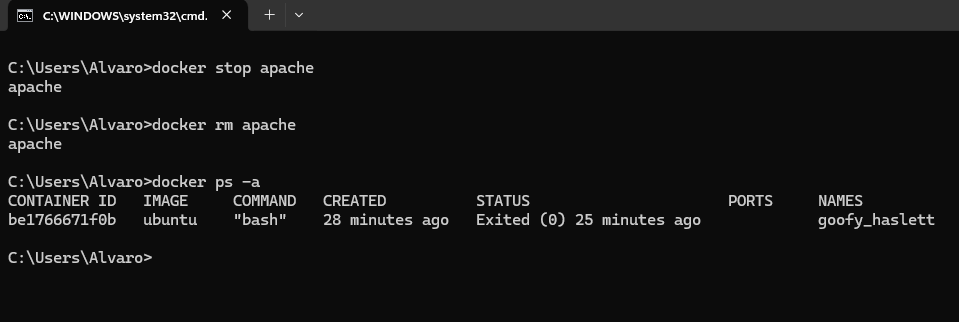 C:\WINDOWS\system32\cmd.
C:\Users\Alvaro>docker stop apache
apache
C:\Users\Alvaro>docker rm apache
apache
C:\Users\Alvaro>docker ps -a
CONTAINER ID   IMAGE     COMMAND   CREATED          STATUS                      PORTS     NAMES
be1766671f0b   ubuntu    "bash"    28 minutes ago   Exited (0) 25 minutes ago             goofy_haslett
C:\Users\Alvaro>